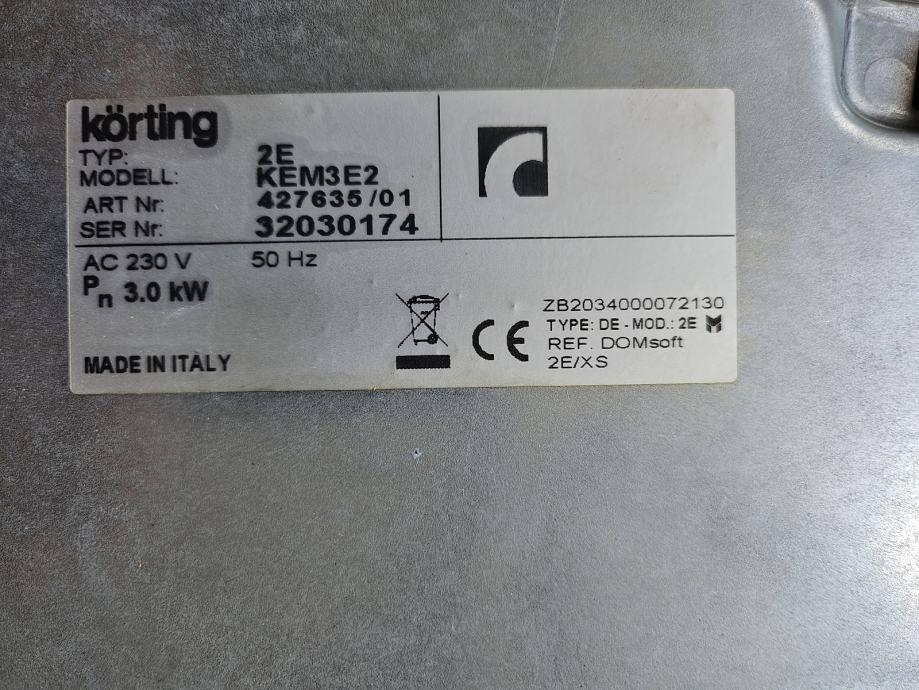 körting
TYP: 2E
MODELL: KEM3E2
ART Nr: 427635/01
SER Nr: 32030174
AC 230 V 50 Hz
Pn 3.0 kW
MADE IN ITALY
CE
ZB2034000072130
TYPE: DE - MOD.: 2E M
REF. DOMsoft
2E/XS